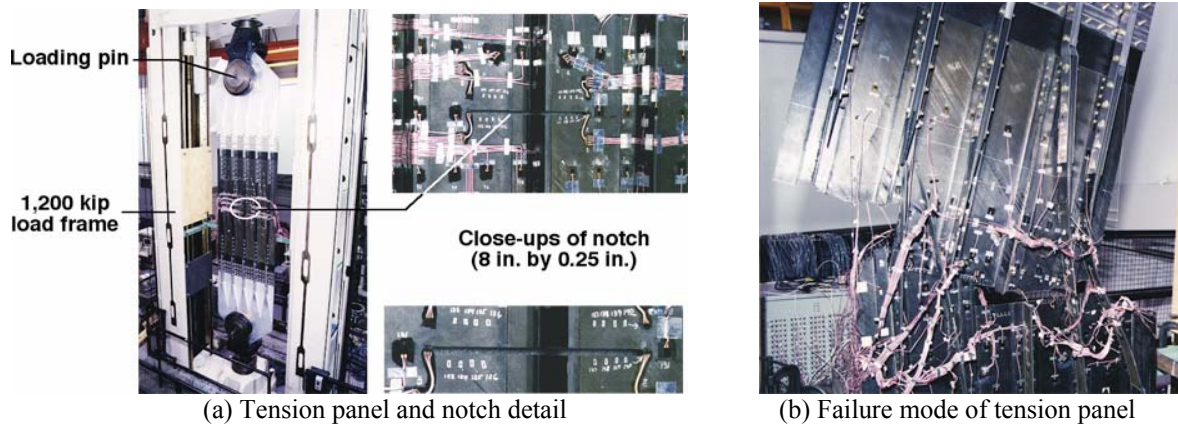 Loading pin
1,200 kip
load frame
Close-ups of notch
(8 in. by 0.25 in.)
(a) Tension panel and notch detail
(b) Failure mode of tension panel